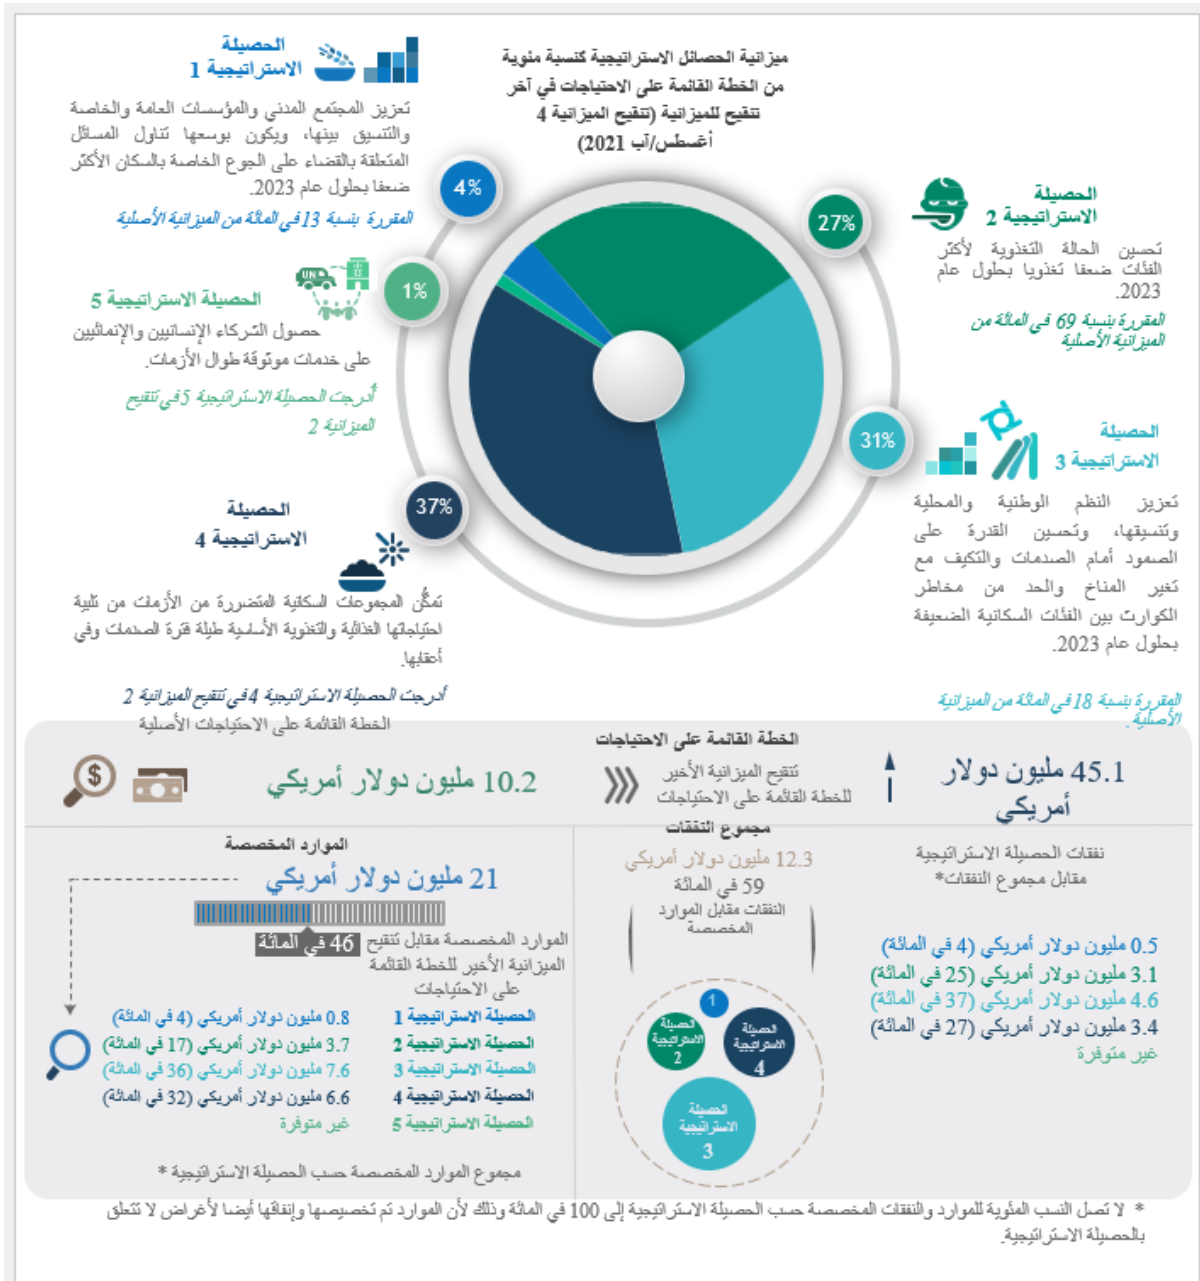 ميزانية الحصائل الاستراتيجية كنسبة مئوية
من الخطة القائمة على الاحتياجات في آخر
تنقيح للميزانية (تنقيح الميزانية 4
أغسطس/آب 2021)
الحصيلة
الاستراتيجية 1
تعزيز المجتمع المدني والمؤسسات العامة والخاصة
والتنسيق بينها، ويكون بوسعها تناول المسائل
المتعلقة بالقضاء على الجوع الخاصة بالسكان الأكثر
ضعفا بحلول عام 2023.
المقررة بنسبة 13 في المائة من الميزانية الأصلية
4%
27%
الحصيلة
الاستراتيجية 2
تحسين الحالة التغذوية لأكثر
الفئات ضعفا تغذويا بحلول عام
2023.
المقررة بنسبة 69 في المائة من
الميزانية الأصلية
1%
UN
الحصيلة الاستراتيجية 5
حصول الشركاء الإنسانيين والإنمائيين
على خدمات موثوقة طوال الأزمات.
أُدرجت الحصيلة الاستراتيجية 5 في تنقيح
الميزانية 2
31%
الحصيلة
الاستراتيجية 3
تعزيز النظم الوطنية والمحلية
وتنسيقها، وتحسين القدرة على
الصمود أمام الصدمات والتكيف مع
تغير المناخ والحد من مخاطر
الكوارث بين الفئات السكانية الضعيفة
بحلول عام 2023.
المقررة بنسبة 18 في المائة من الميزانية
الأصلية.
37%
الحصيلة
الاستراتيجية 4
تمكُّن المجموعات السكانية المتضررة من الأزمات من تلبية
احتياجاتها الغذائية والتغذوية الأساسية طيلة فترة الصدمات وفي
أعقابها.
أدرجت الحصيلة الاستراتيجية 4 في تنقيح الميزانية 2
الخطة القائمة على الاحتياجات الأصلية
الخطة القائمة على الاحتياجات
45.1 مليون دولار
أمريكي
تنقيح الميزانية الأخير
للخطة القائمة على الاحتياجات
10.2 مليون دولار أمريكي
$
نفقات الحصيلة الاستراتيجية
مقابل مجموع النفقات*
0.5 مليون دولار أمريكي (4 في المائة)
3.1 مليون دولار أمريكي (25 في المائة)
4.6 مليون دولار أمريكي (37 في المائة)
3.4 مليون دولار أمريكي (27 في المائة)
غير متوفرة
مجموع النفقات
12.3 مليون دولار أمريكي
59 في المائة
النفقات مقابل الموارد
المخصصة
1
الحصيلة
الاستراتيجية
2
الحصيلة
الاستراتيجية
4
الحصيلة
الاستراتيجية
3
الموارد المخصصة
21 مليون دولار أمريكي
الموارد المخصصة مقابل تنقيح 46 في المائة
الميزانية الأخير للخطة القائمة
على الاحتياجات
الحصيلة الاستراتيجية 1 0.8 مليون دولار أمريكي (4 في المائة)
الحصيلة الاستراتيجية 2 3.7 مليون دولار أمريكي (17 في المائة)
الحصيلة الاستراتيجية 3 7.6 مليون دولار أمريكي (36 في المائة)
الحصيلة الاستراتيجية 4 6.6 مليون دولار أمريكي (32 في المائة)
الحصيلة الاستراتيجية 5 غير متوفرة
مجموع الموارد المخصصة حسب الحصيلة الاستراتيجية *
* لا تصل النسب المئوية للموارد والنفقات المخصصة حسب الحصيلة الاستراتيجية إلى 100 في المائة وذلك لأن الموارد تم تخصيصها وإنفاقها أيضا لأغراض لا تتعلق
بالحصيلة الاستراتيجية.